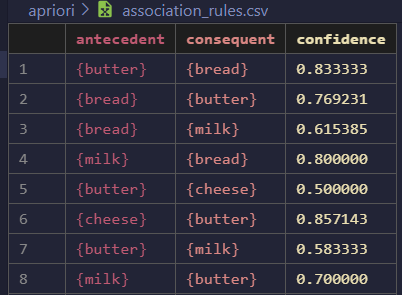 apriori > association_rules.csv
antecedent consequent confidence
1 {butter} {bread} 0.833333
2 {bread} {butter} 0.769231
3 {bread} {milk} 0.615385
4 {milk} {bread} 0.800000
5 {butter} {cheese} 0.500000
6 {cheese} {butter} 0.857143
7 {butter} {milk} 0.583333
8 {milk} {butter} 0.700000